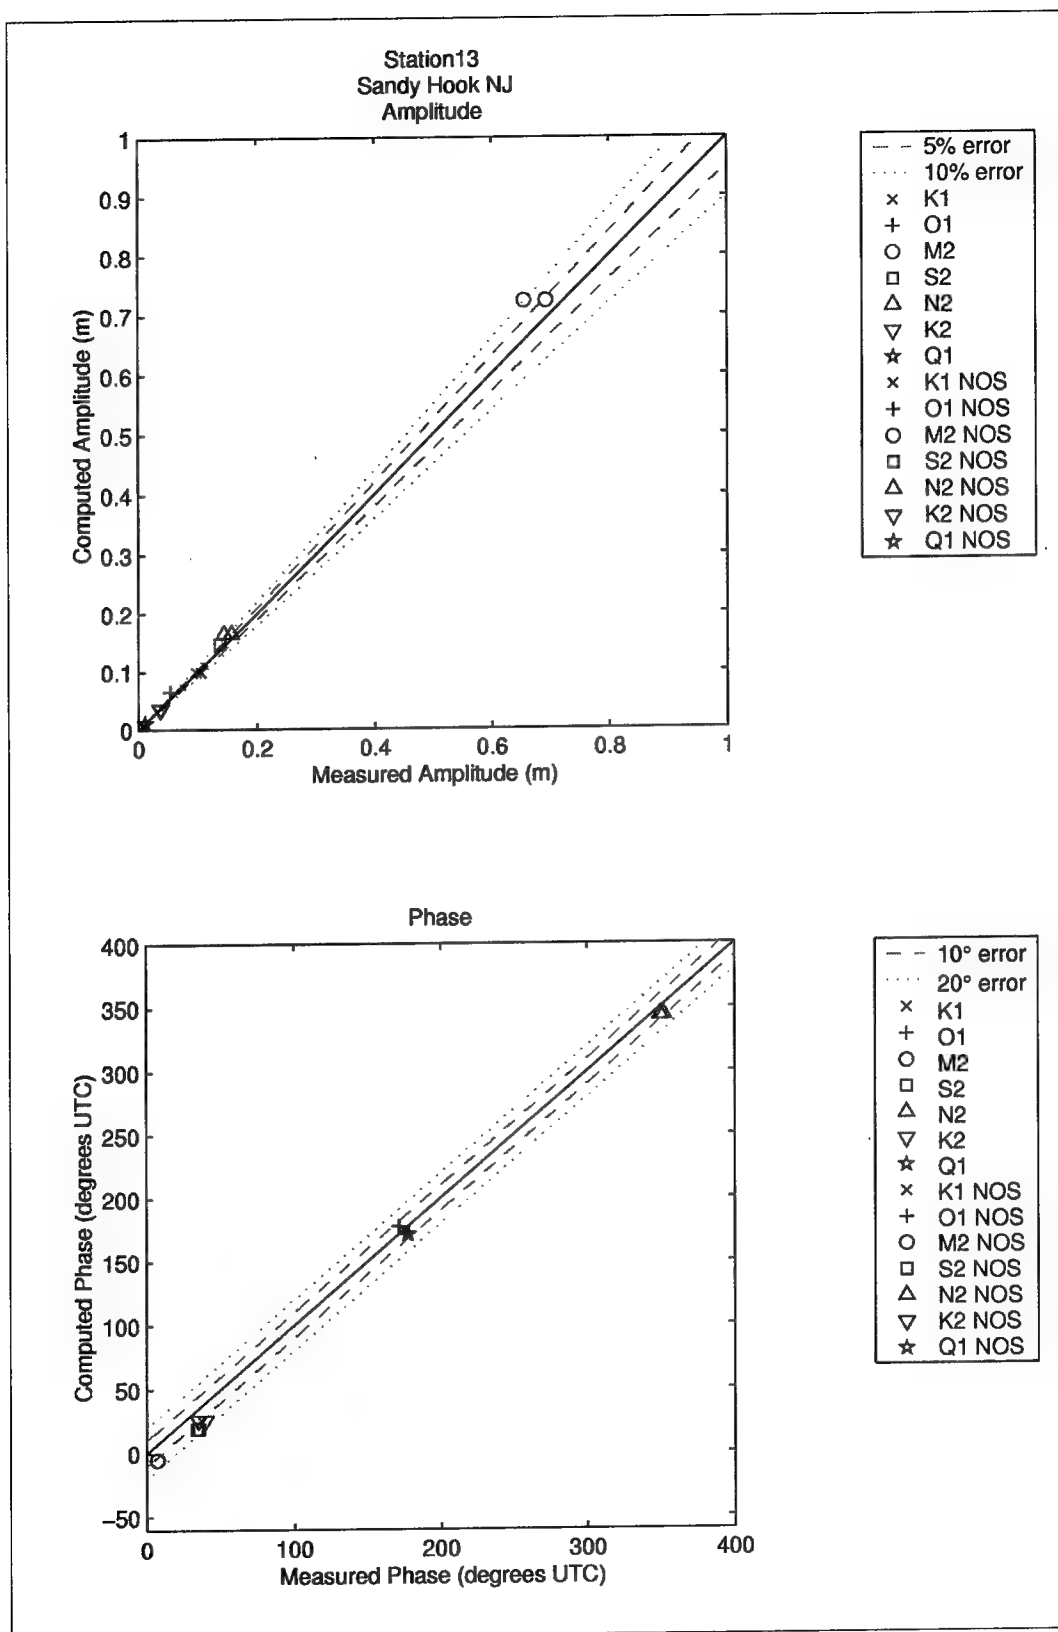 Station13
Sandy Hook NJ
Amplitude
1
0.9
0.8
0.7
0.6
0.5
0.4
0.3
0.2
0.1
0
Computed Amplitude (m)
0 0.2 0.4 0.6 0.8 1
Measured Amplitude (m)
5% error
10% error
K1
O1
M2
S2
N2
K2
Q1
K1 NOS
O1 NOS
M2 NOS
S2 NOS
N2 NOS
K2 NOS
Q1 NOS
Phase
400
350
300
250
200
150
100
50
0
−50
Computed Phase (degrees UTC)
0 100 200 300 400
Measured Phase (degrees UTC)
10° error
20° error
K1
O1
M2
S2
N2
K2
Q1
K1 NOS
O1 NOS
M2 NOS
S2 NOS
N2 NOS
K2 NOS
Q1 NOS